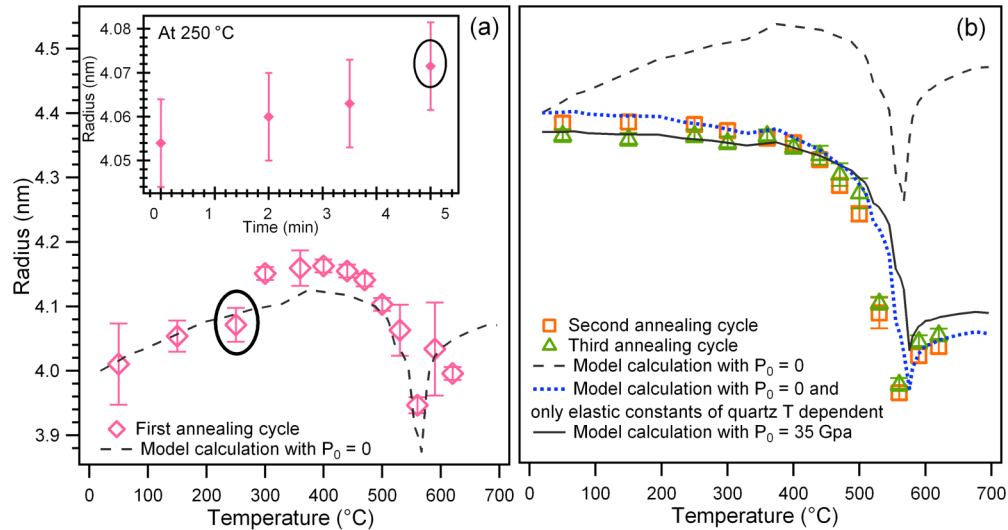 (a)
At 250 °C
4.08
4.07
4.06
4.05
Radius (nm)
0 1 2 3 4 5
Time (min)
4.5
4.4
4.3
4.2
4.1
4.0
3.9
Radius (nm)
First annealing cycle
Model calculation with P0 = 0
0 100 200 300 400 500 600 700
Temperature (°C)
(b)
Second annealing cycle
Third annealing cycle
Model calculation with P0 = 0
Model calculation with P0 = 0 and
only elastic constants of quartz T dependent
Model calculation with P0 = 35 Gpa
0 100 200 300 400 500 600 700
Temperature (°C)